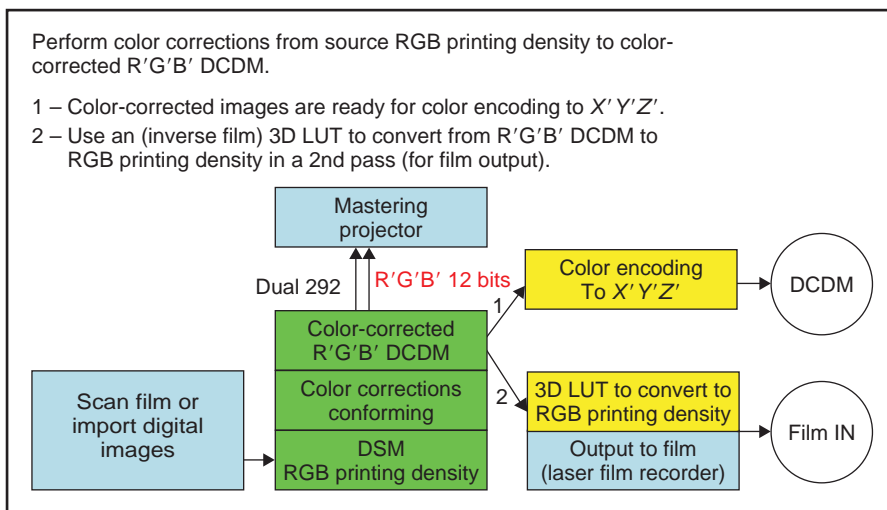 Perform color corrections from source RGB printing density to color-
corrected R′G′B′ DCDM.
1 – Color-corrected images are ready for color encoding to X′Y′Z′.
2 – Use an (inverse film) 3D LUT to convert from R′G′B′ DCDM to
RGB printing density in a 2nd pass (for film output).
Mastering
projector
Dual 292
R′G′B′ 12 bits
Color encoding
To X′Y′Z′
DCDM
1
Color-corrected
R′G′B′ DCDM
Scan film or
import digital
images
Color corrections
conforming
2
3D LUT to convert to
RGB printing density
Film IN
DSM
RGB printing density
Output to film
(laser film recorder)